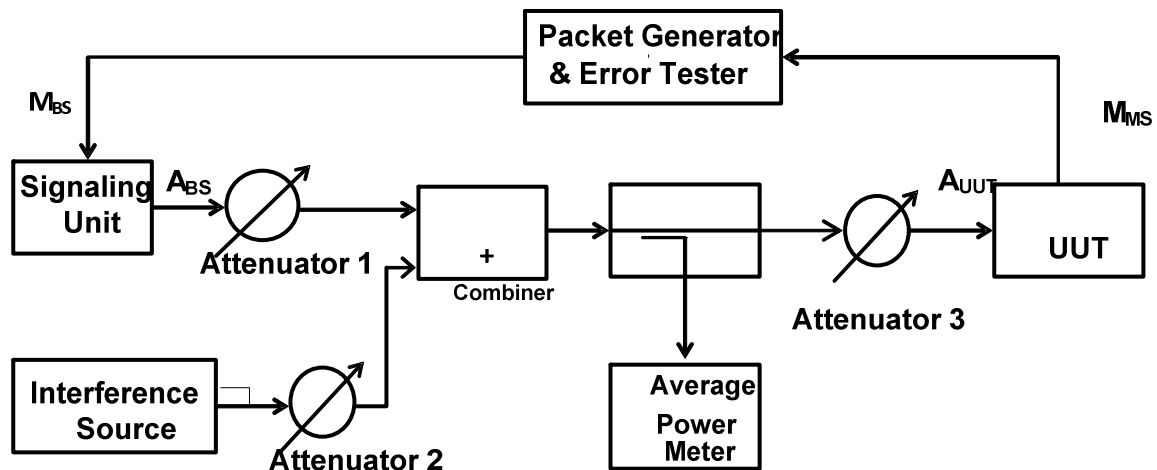 Packet Generator
& Error Tester
MBS
MMS
Signaling
Unit
ABS
Attenuator 1
+
Combiner
AUUT
UUT
Attenuator 3
Interference
Source
Attenuator 2
Average
Power
Meter